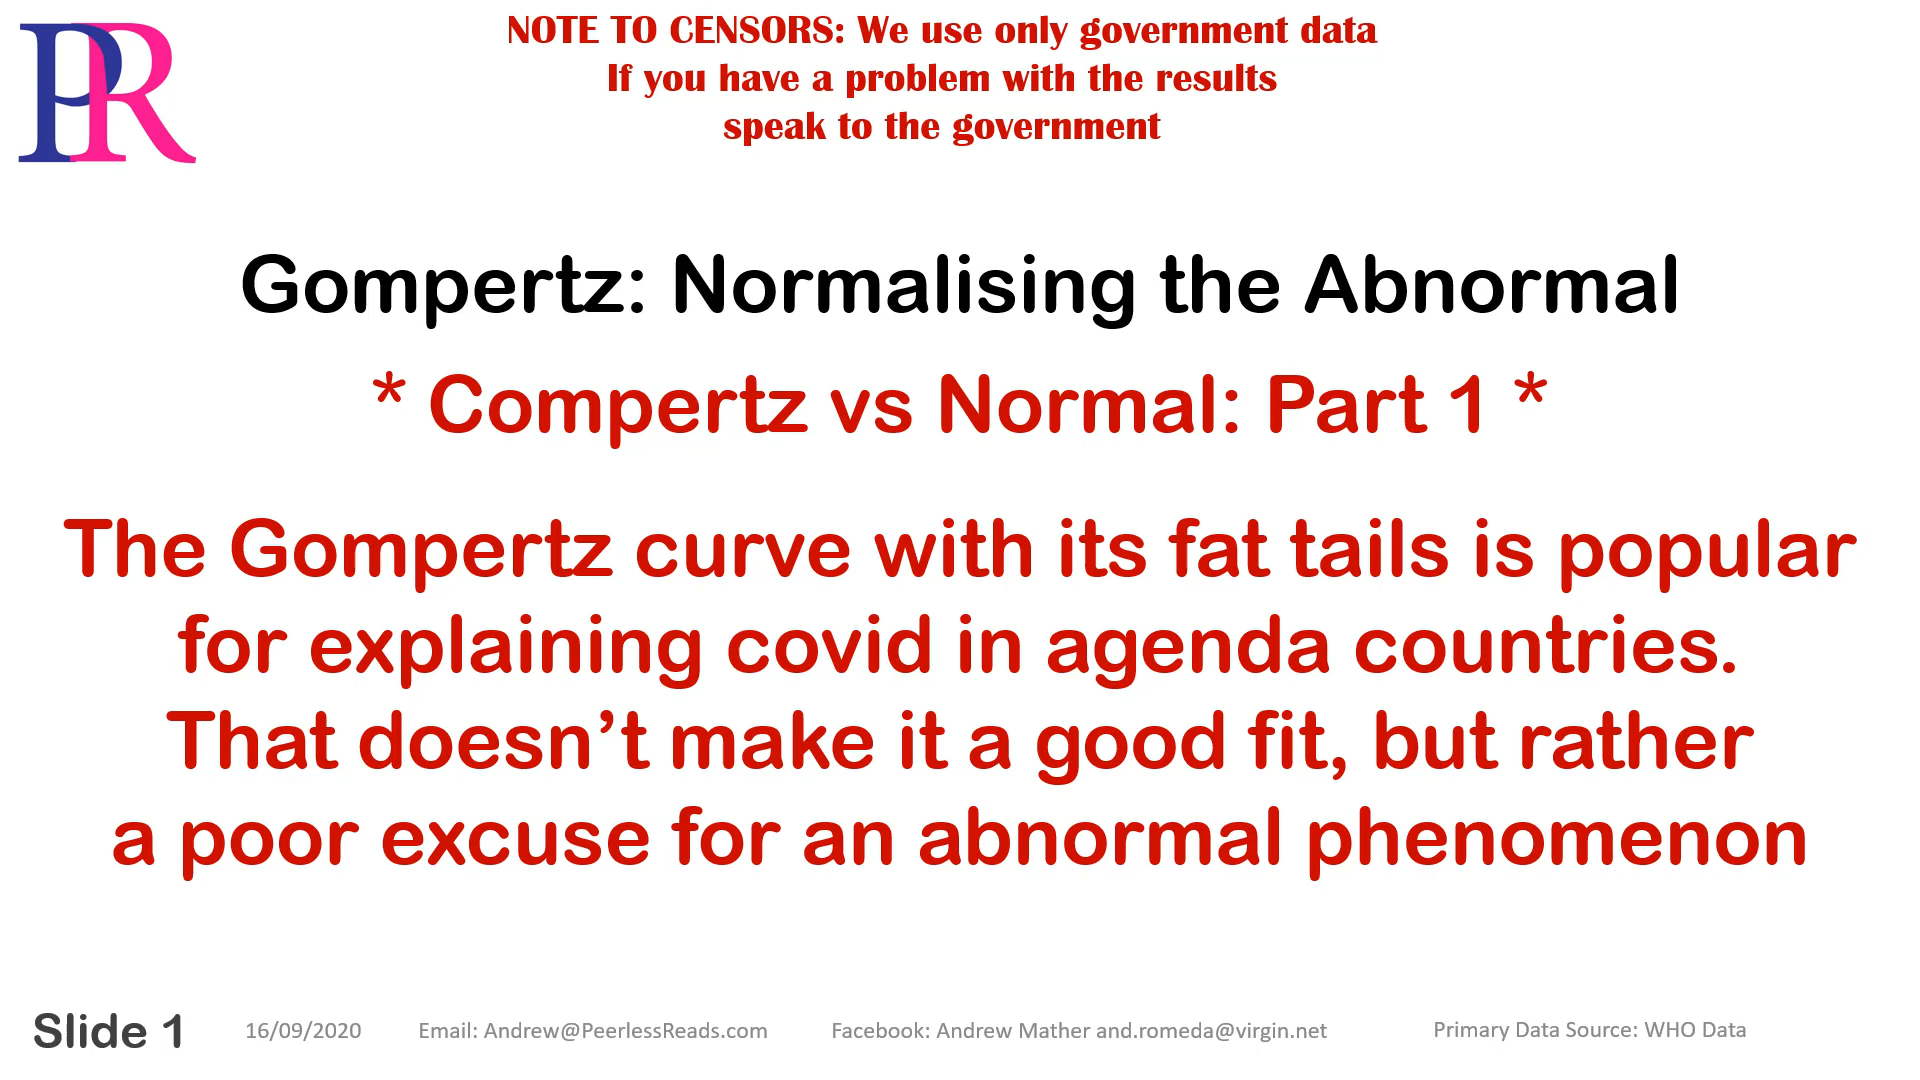 PR
NOTE TO CENSORS: We use only government data
If you have a problem with the results
speak to the government
Gompertz: Normalising the Abnormal
* Compertz vs Normal: Part 1 *
The Gompertz curve with its fat tails is popular
for explaining covid in agenda countries.
That doesn’t make it a good fit, but rather
a poor excuse for an abnormal phenomenon
Slide 1 16/09/2020 Email: Andrew@PeerlessReads.com Facebook: Andrew Mather and.romeda@virgin.net Primary Data Source: WHO Data